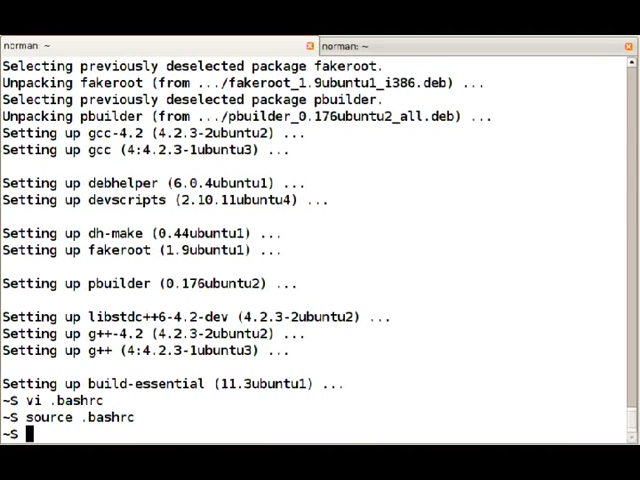 norman: ~
norman: ~
Selecting previously deselected package fakeroot.
Unpacking fakeroot (from .../fakeroot_1.9ubuntu1_i386.deb) ...
Selecting previously deselected package pbuilder.
Unpacking pbuilder (from .../pbuilder_0.176ubuntu2_all.deb) ...
Setting up gcc-4.2 (4.2.3-2ubuntu2) ...
Setting up gcc (4:4.2.3-1ubuntu3) ...
Setting up debhelper (6.0.4ubuntu1) ...
Setting up devscripts (2.10.11ubuntu4) ...
Setting up dh-make (0.44ubuntu1) ...
Setting up fakeroot (1.9ubuntu1) ...
Setting up pbuilder (0.176ubuntu2) ...
Setting up libstdc++6-4.2-dev (4.2.3-2ubuntu2) ...
Setting up g++-4.2 (4.2.3-2ubuntu2) ...
Setting up g++ (4:4.2.3-1ubuntu3) ...
Setting up build-essential (11.3ubuntu1) ...
~$ vi .bashrc
~$ source .bashrc
~$